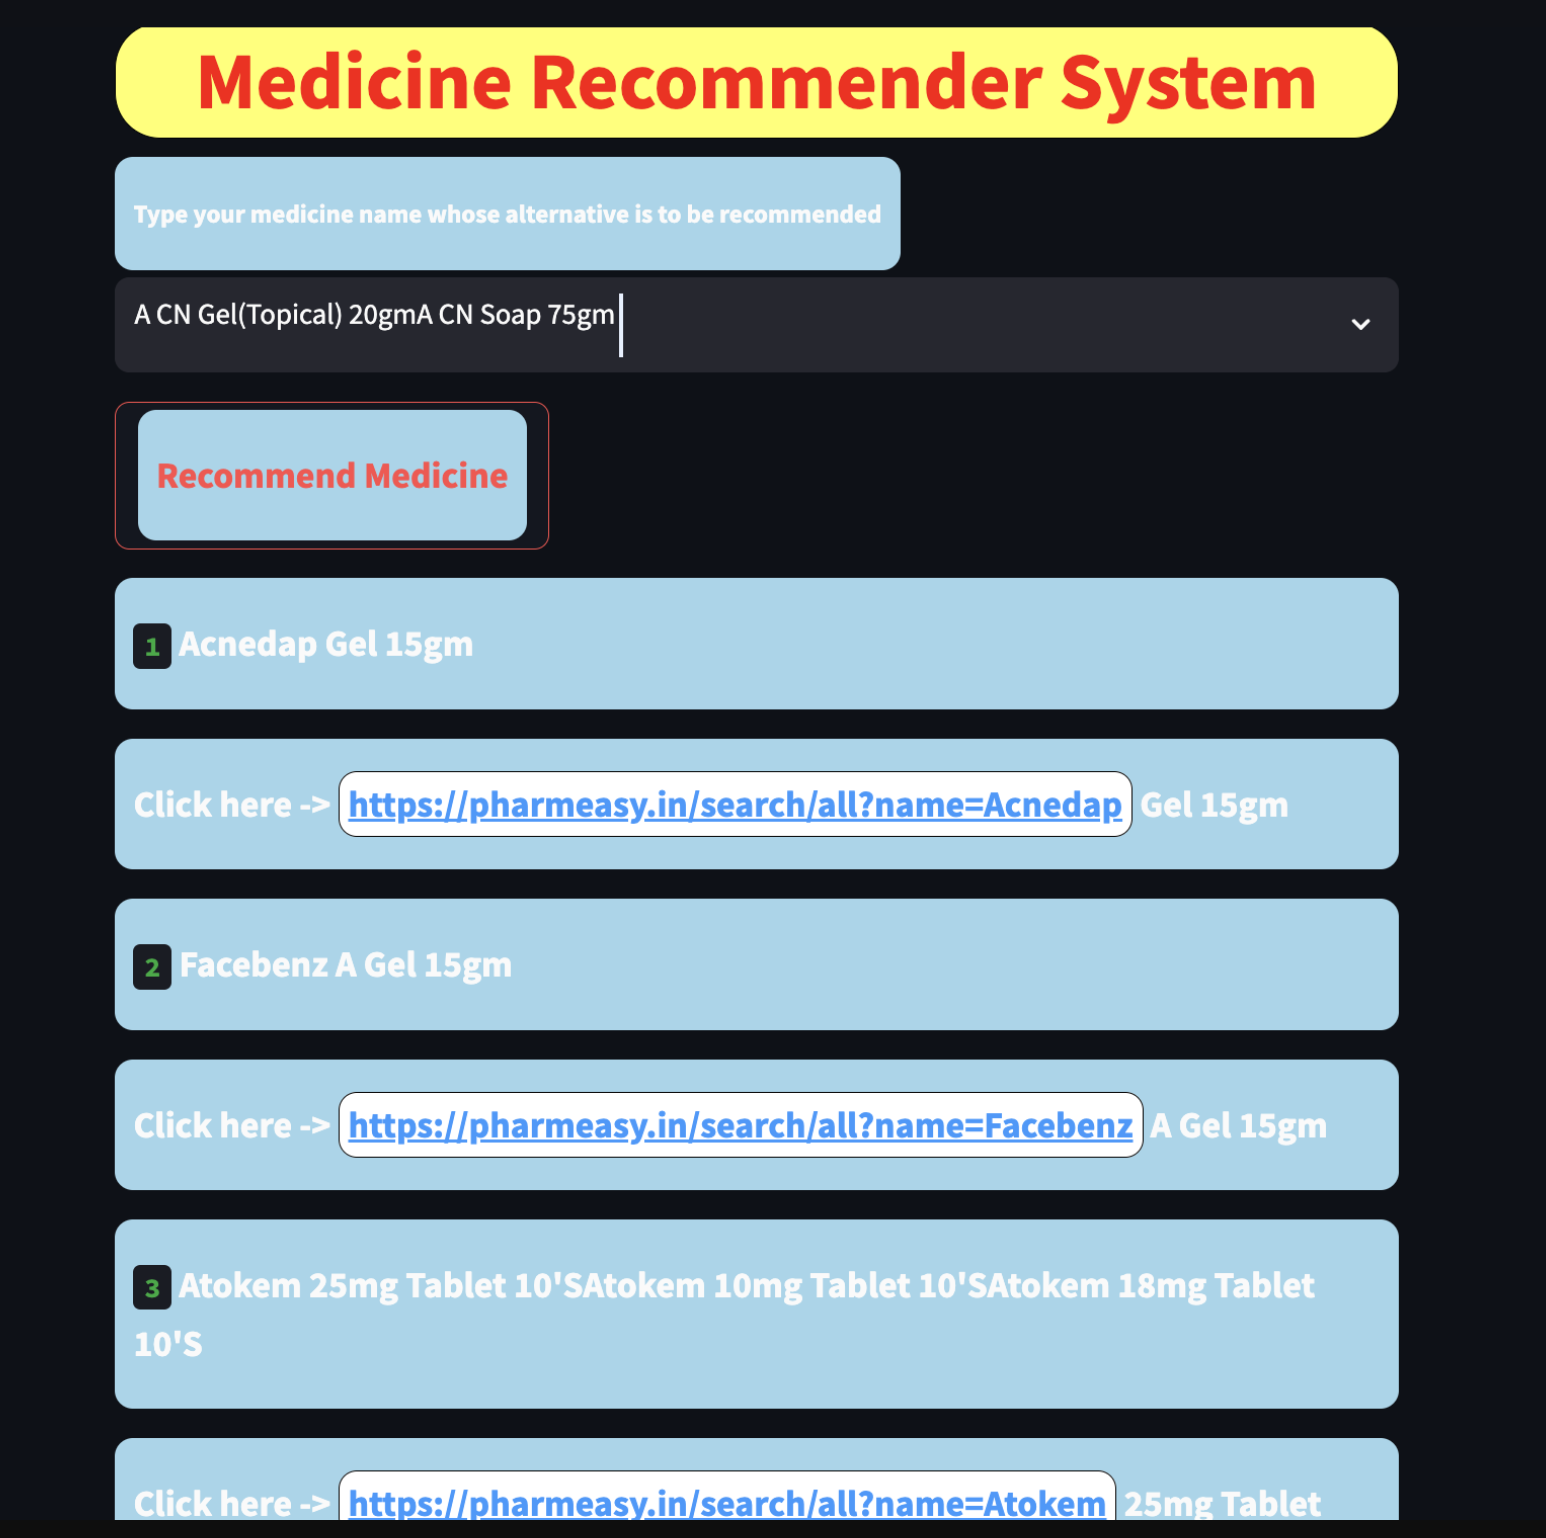 Medicine Recommender System
Type your medicine name whose alternative is to be recommended
A CN Gel(Topical) 20gmA CN Soap 75gm
Recommend Medicine
1 Acnedap Gel 15gm
Click here -> https://pharmeasy.in/search/all?name=Acnedap Gel 15gm
2 Facebenz A Gel 15gm
Click here -> https://pharmeasy.in/search/all?name=Facebenz A Gel 15gm
3 Atokem 25mg Tablet 10'SAtokem 10mg Tablet 10'SAtokem 18mg Tablet
10'S
Click here -> https://pharmeasy.in/search/all?name=Atokem 25mg Tablet